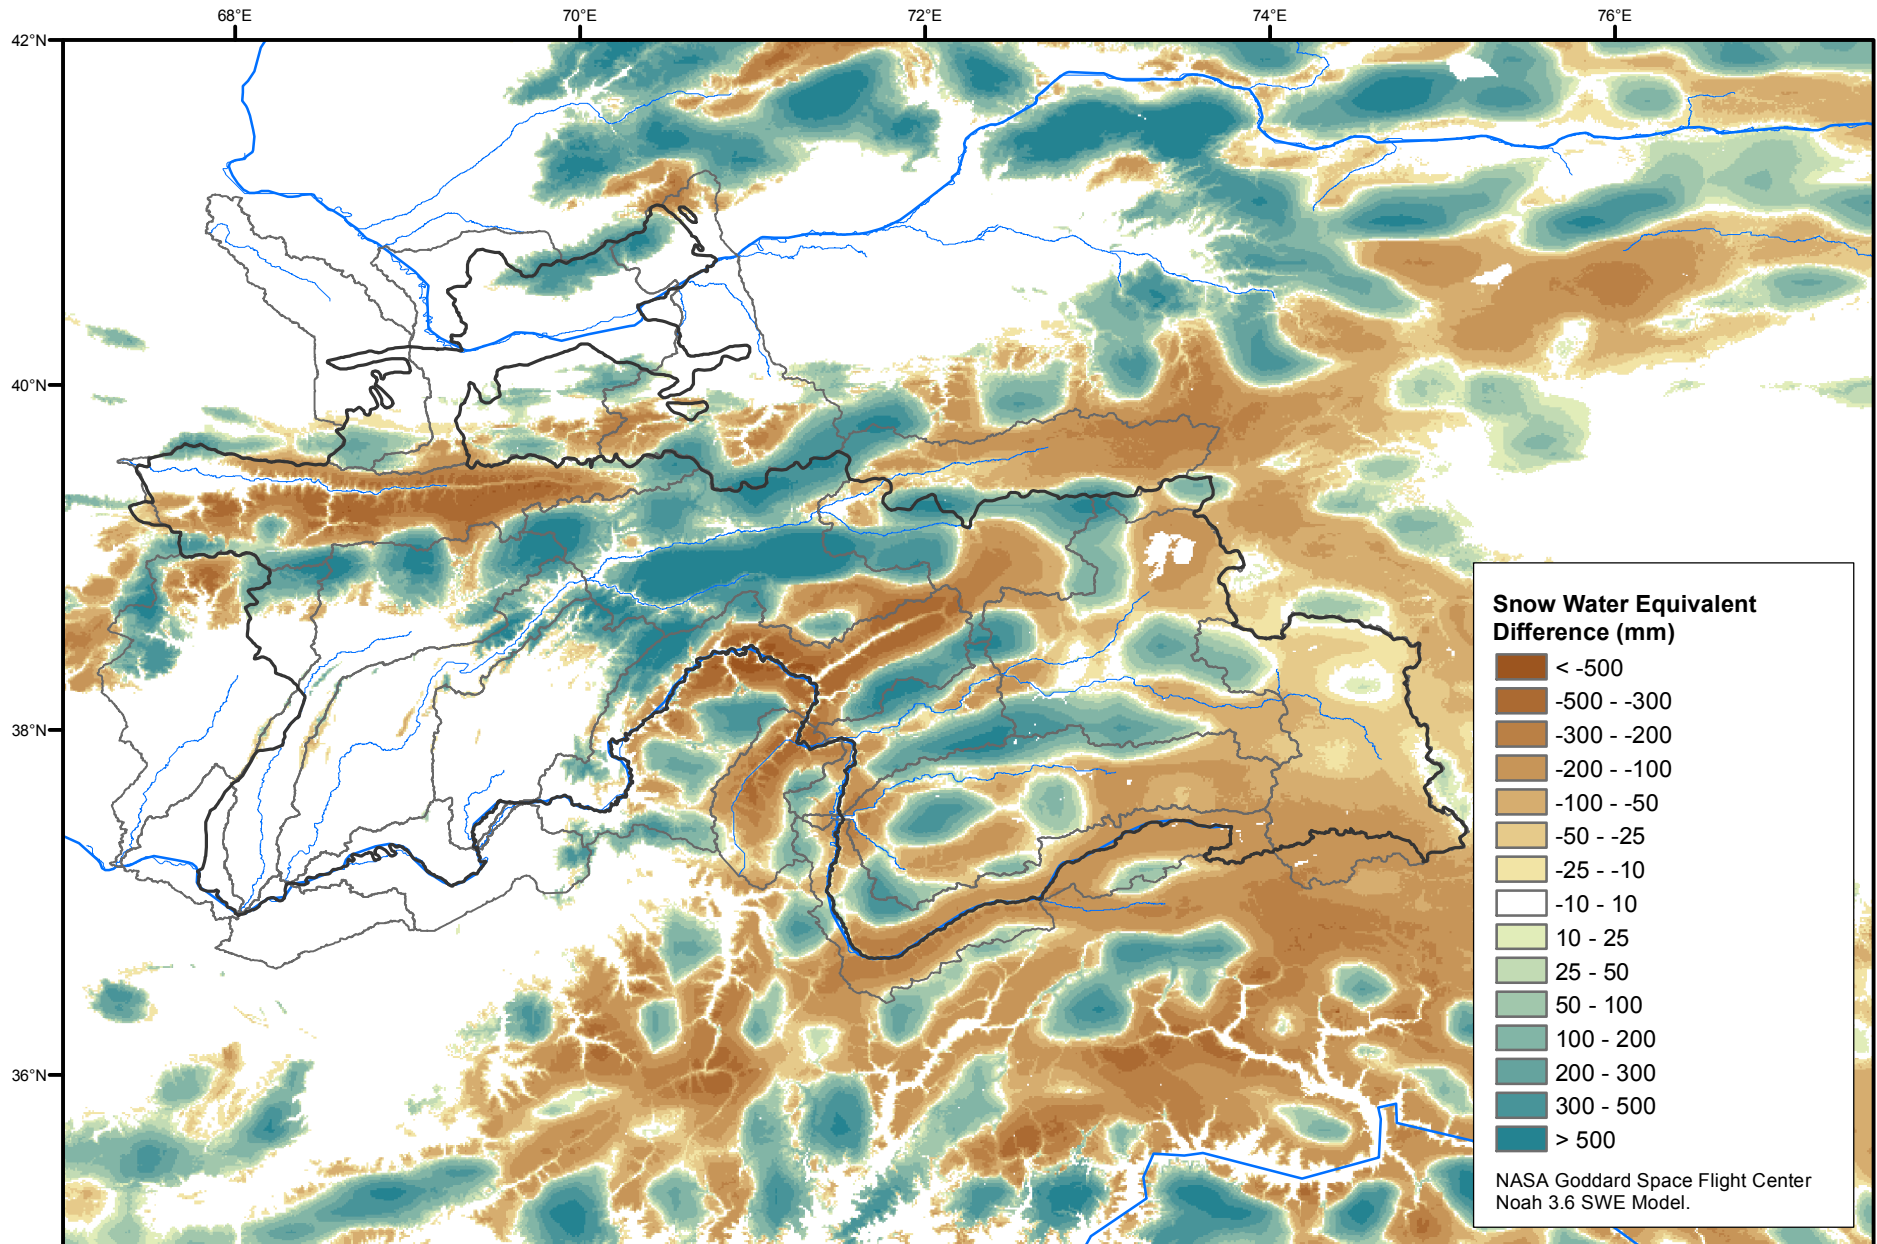 68°E
70°E
72°E
74°E
76°E
42°N
40°N
38°N
36°N
Snow Water Equivalent
Difference (mm)
< -500
-500 - -300
-300 - -200
-200 - -100
-100 - -50
-50 - -25
-25 - -10
-10 - 10
10 - 25
25 - 50
50 - 100
100 - 200
200 - 300
300 - 500
> 500
NASA Goddard Space Flight Center
Noah 3.6 SWE Model.